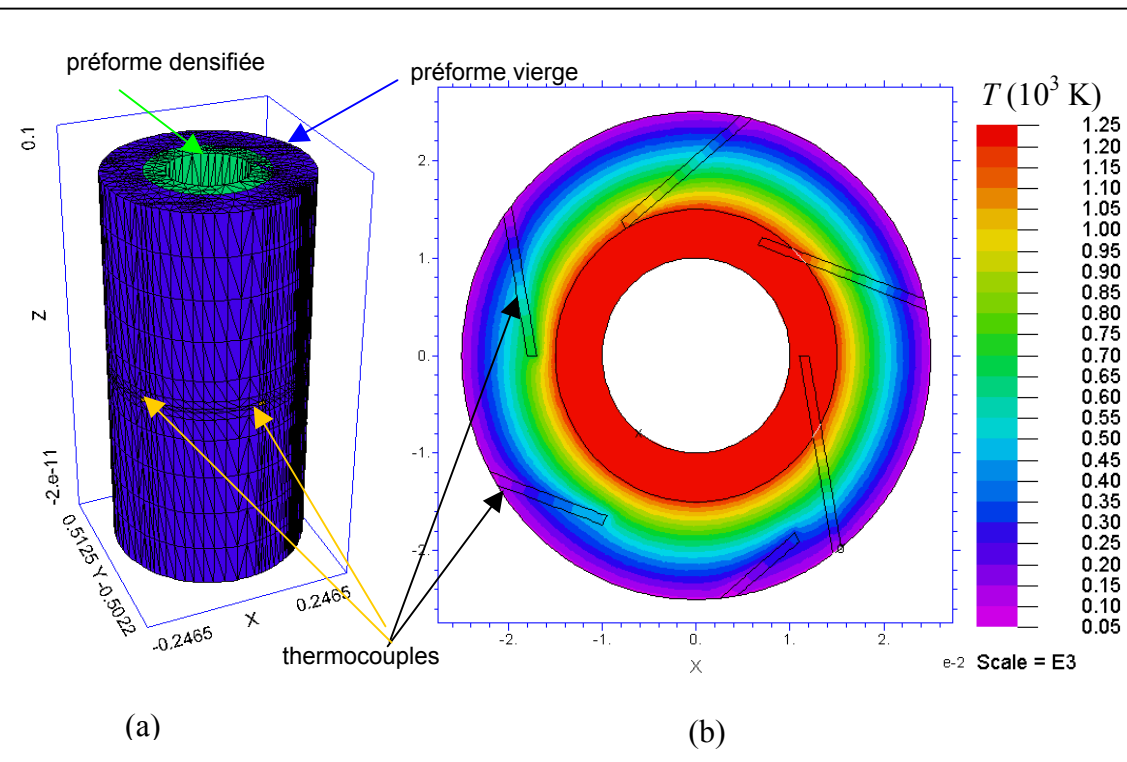 préforme densifiée
préforme vierge
0.1
Z
-2.e-11
0.5125 Y -0.5022
-0.2465 X 0.2465
thermocouples
(a)
2.
1.
0.
-1.
-2.
-2. -1. 0. 1. 2.
X
e-2
x
o
T (10³ K)
1.25
1.20
1.15
1.10
1.05
1.00
0.95
0.90
0.85
0.80
0.75
0.70
0.65
0.60
0.55
0.50
0.45
0.40
0.35
0.30
0.25
0.20
0.15
0.10
0.05
Scale = E3
(b)